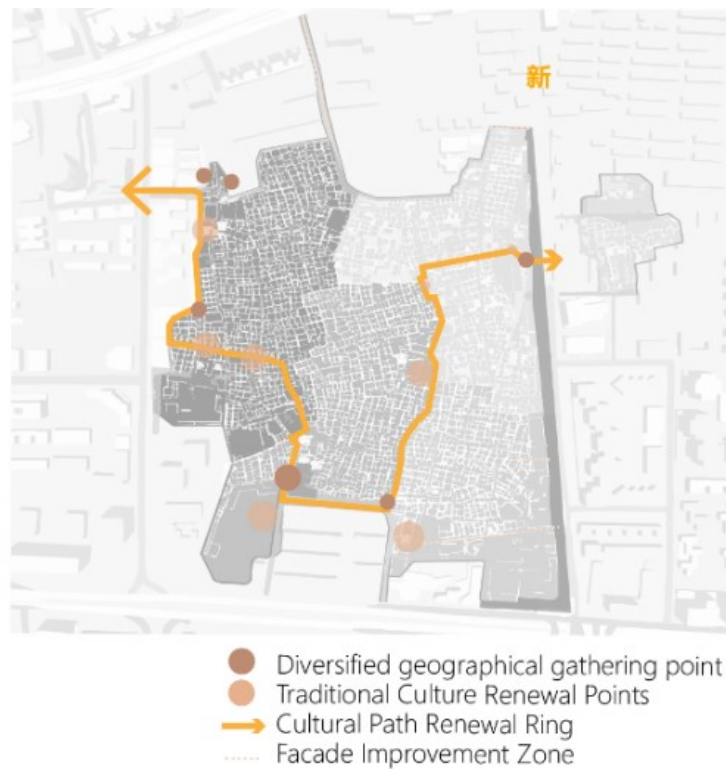 新
Diversified geographical gathering point
Traditional Culture Renewal Points
Cultural Path Renewal Ring
Facade Improvement Zone